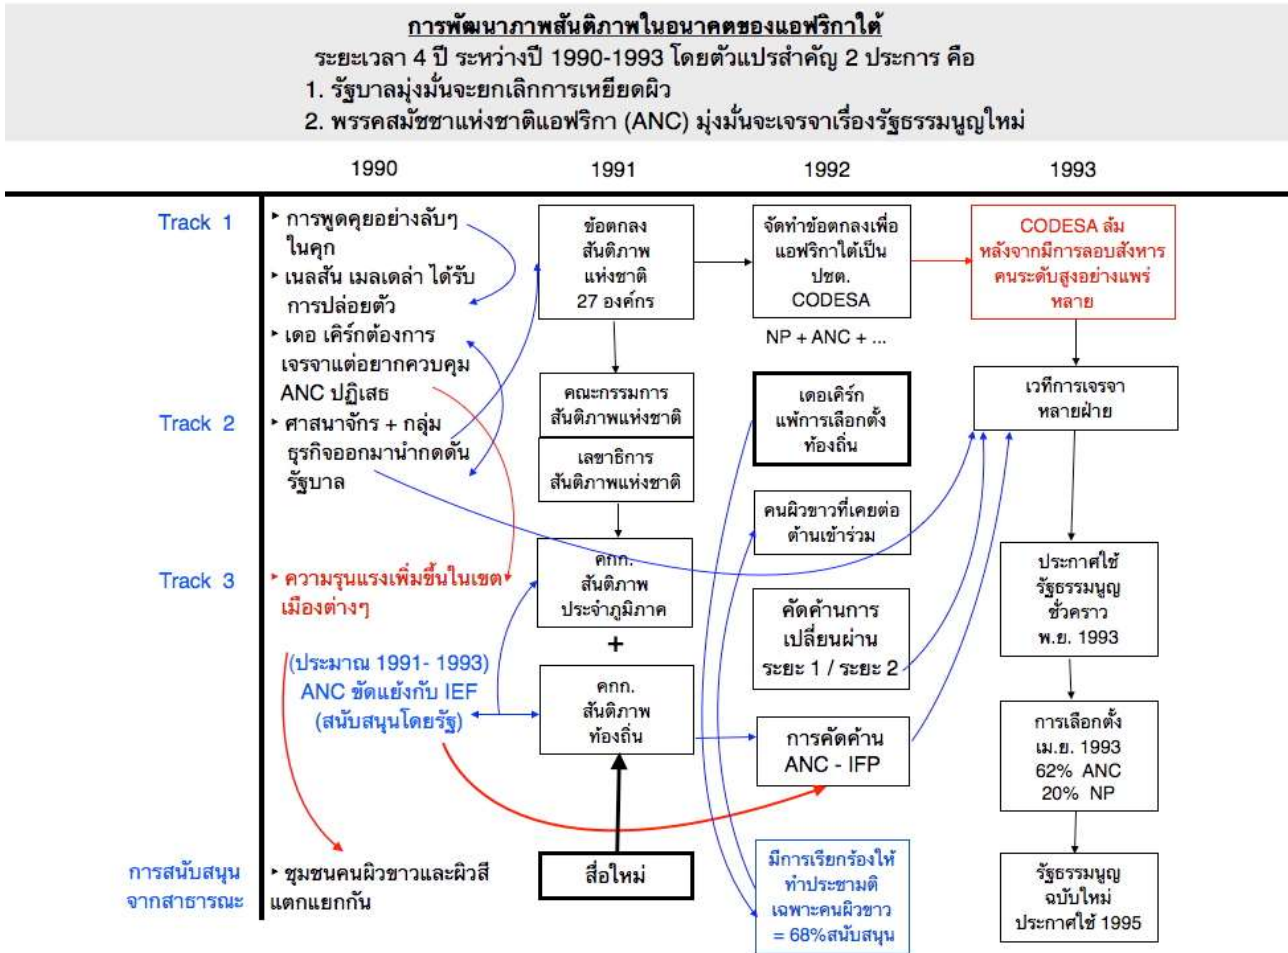 การพัฒนาภาพสันติภาพในอนาคตของแอฟริกาใต้
ระยะเวลา 4 ปี ระหว่างปี 1990-1993 โดยตัวแปรสำคัญ 2 ประการ คือ
1. รัฐบาลมุ่งมั่นจะยกเลิกการเหยียดผิว
2. พรรคสมัชชาแห่งชาติแอฟริกา (ANC) มุ่งมั่นจะเจรจาเรื่องรัฐธรรมนูญใหม่
1990
1991
1992
1993
Track 1
‣ การพูดคุยอย่างลับๆ
ในคุก
‣ เนลสัน เมลเดล่า ได้รับ
การปล่อยตัว
‣ เดอ เคิร์กต้องการ
เจรจาแต่อยากควบคุม
ANC ปฏิเสธ
Track 2
‣ ศาสนาจักร + กลุ่ม
ธุรกิจออกมานำกดดัน
รัฐบาล
Track 3
‣ ความรุนแรงเพิ่มขึ้นในเขต
เมืองต่างๆ
(ประมาณ 1991- 1993)
ANC ขัดแย้งกับ IEF
(สนับสนุนโดยรัฐ)
การสนับสนุน
จากสาธารณะ
‣ ชุมชนคนผิวขาวและผิวสี
แตกแยกกัน
ข้อตกลง
สันติภาพ
แห่งชาติ
27 องค์กร
คณะกรรมการ
สันติภาพแห่งชาติ
เลขาธิการ
สันติภาพแห่งชาติ
คกก.
สันติภาพ
ประจำภูมิภาค
+
คกก.
สันติภาพ
ท้องถิ่น
สื่อใหม่
จัดทำข้อตกลงเพื่อ
แอฟริกาใต้เป็น
ปชต.
CODESA
NP + ANC + ...
เดอเคิร์ก
แพ้การเลือกตั้ง
ท้องถิ่น
คนผิวขาวที่เคยต่อ
ต้านเข้าร่วม
คัดค้านการ
เปลี่ยนผ่าน
ระยะ 1 / ระยะ 2
การคัดค้าน
ANC - IFP
มีการเรียกร้องให้
ทำประชามติ
เฉพาะคนผิวขาว
= 68%สนับสนุน
CODESA ล้ม
หลังจากมีการลอบสังหาร
คนระดับสูงอย่างแพร่
หลาย
เวทีการเจรจา
หลายฝ่าย
ประกาศใช้
รัฐธรรมนูญ
ชั่วคราว
พ.ย. 1993
การเลือกตั้ง
เม.ย. 1993
62% ANC
20% NP
รัฐธรรมนูญ
ฉบับใหม่
ประกาศใช้ 1995